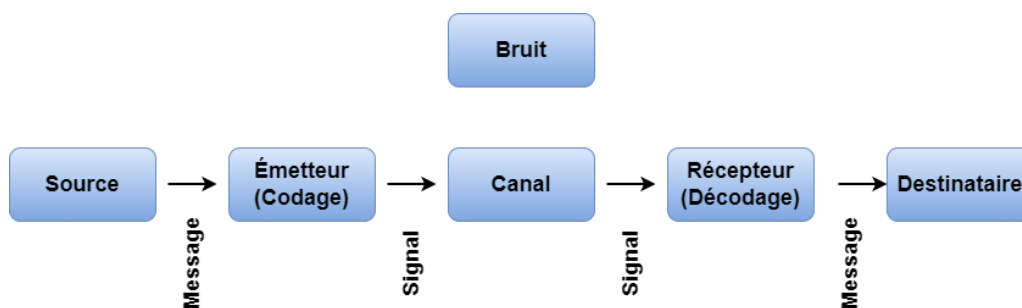 Bruit
Source
Émetteur
(Codage)
Canal
Récepteur
(Décodage)
Destinataire
Message
Signal
Signal
Message